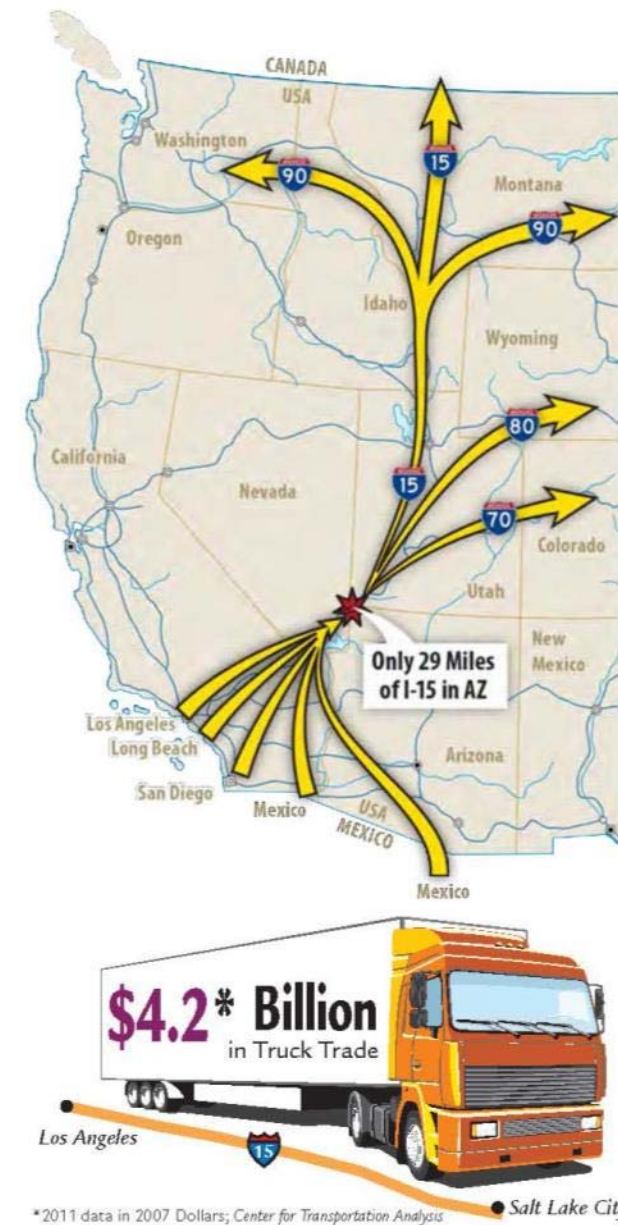 CANADA
USA
Washington
90
15
Montana
90
Oregon
Idaho
Wyoming
80
California
Nevada
15
70
Colorado
Utah
Only 29 Miles
of I-15 in AZ
New
Mexico
Los Angeles
Long Beach
San Diego
Mexico
USA
MEXICO
Arizona
Mexico
$4.2* Billion
in Truck Trade
Los Angeles
15
Salt Lake City
*2011 data in 2007 Dollars; Center for Transportation Analysis